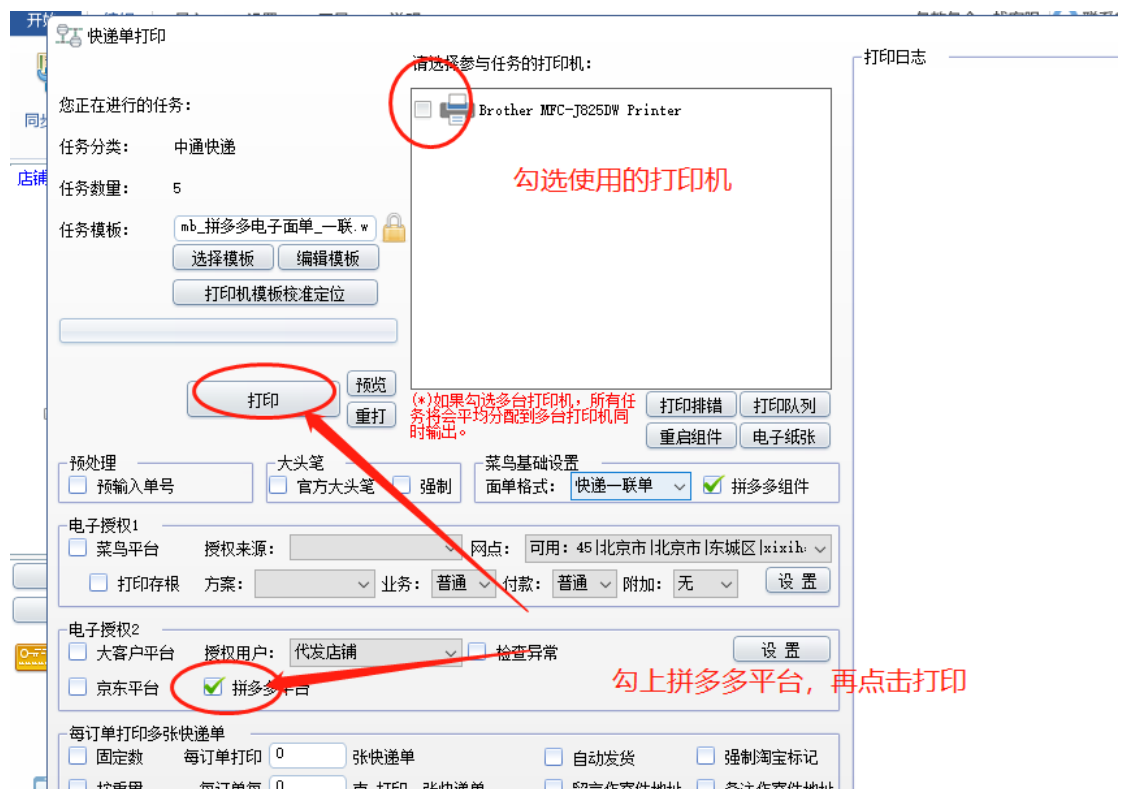 快递单打印
请选择参与任务的打印机：
打印日志
Brother MFC-J825DW Printer
您正在进行的任务：
任务分类： 中通快递
勾选使用的打印机
任务数量： 5
任务模板： mb_拼多多电子面单_一联.w
选择模板 编辑模板
打印机模板校准定位
打印 预览
重打
(*)如果勾选多台打印机，所有任
务将会平均分配到多台打印机同
时输出。
打印排错 打印队列
重启组件 电子纸张
预处理
预输入单号
大头笔
官方大头笔 强制
菜鸟基础设置
面单格式： 快递一联单 拼多多组件
电子授权1
菜鸟平台 授权来源： 网点： 可用：45|北京市|北京市|东城区|xixih
打印存根 方案： 业务： 普通 付款： 普通 附加： 无 设 置
电子授权2
大客户平台 授权用户： 代发店铺 检查异常 设 置
京东平台 拼多多平台
勾上拼多多平台，再点击打印
每订单打印多张快递单
固定数 每订单打印 0 张快递单 自动发货 强制淘宝标记
店铺